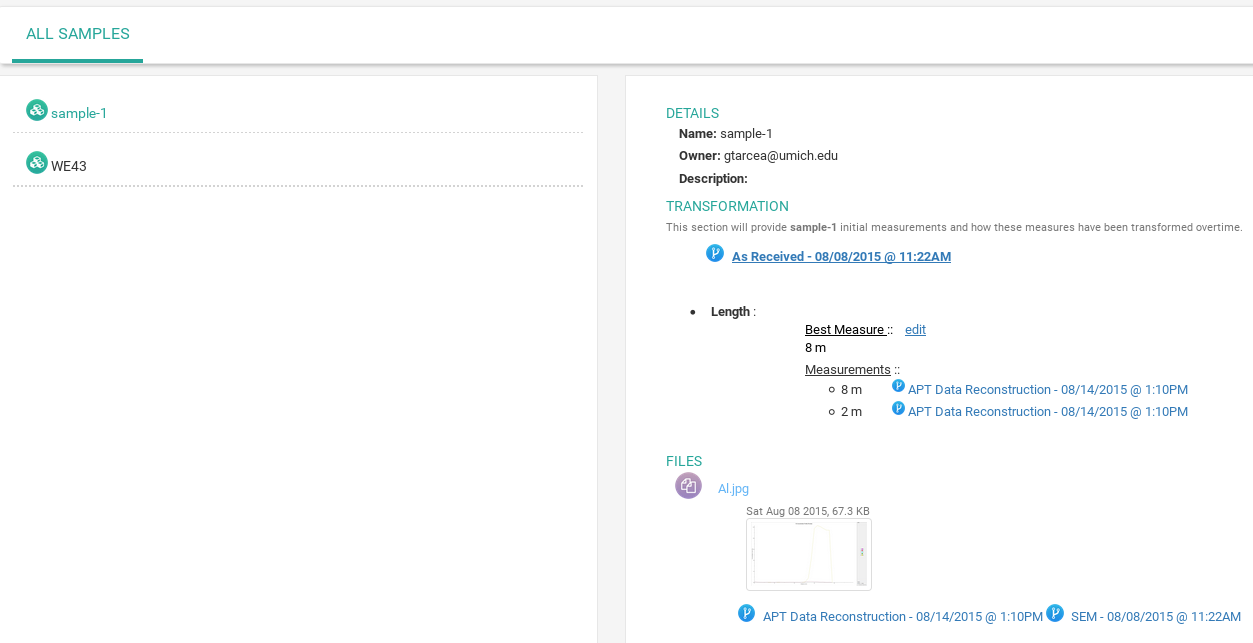 ALL SAMPLES
sample-1
WE43
DETAILS
Name: sample-1
Owner: gtarcea@umich.edu
Description:
TRANSFORMATION
This section will provide sample-1 initial measurements and how these measures have been transformed overtime.
As Received - 08/08/2015 @ 11:22AM
Length :
Best Measure :: edit
8 m
Measurements ::
8 m APT Data Reconstruction - 08/14/2015 @ 1:10PM
2 m APT Data Reconstruction - 08/14/2015 @ 1:10PM
FILES
Al.jpg
Sat Aug 08 2015, 67.3 KB
APT Data Reconstruction - 08/14/2015 @ 1:10PM SEM - 08/08/2015 @ 11:22AM